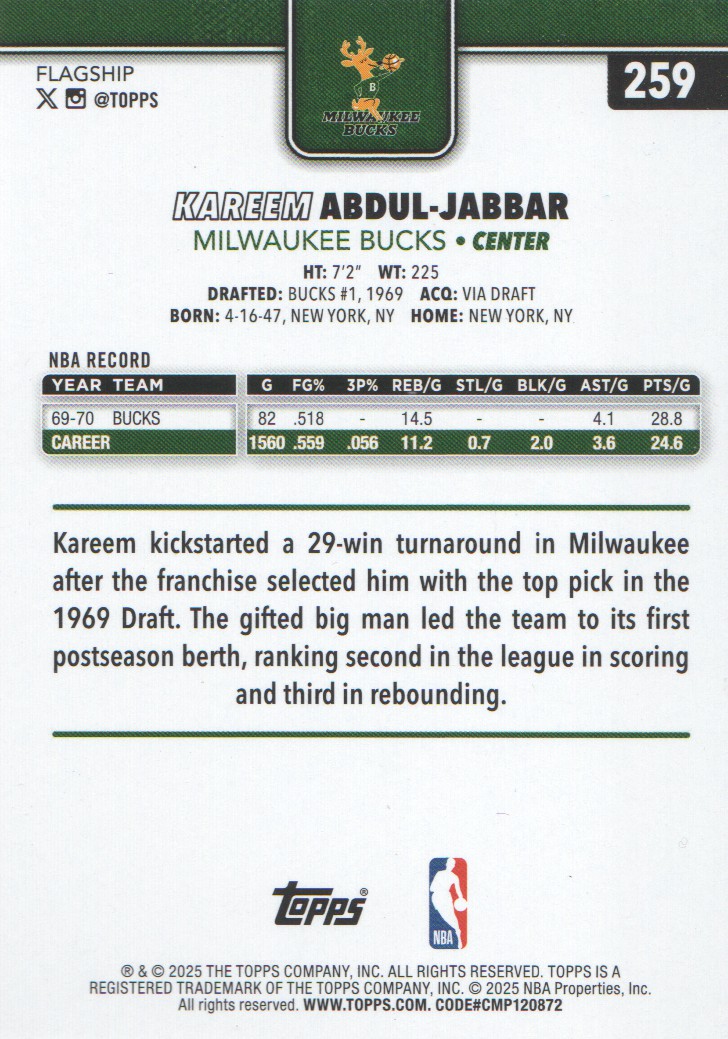 FLAGSHIP
X @TOPPS
259
B
MILWAUKEE
BUCKS
KAREEM ABDUL-JABBAR
MILWAUKEE BUCKS • CENTER
HT: 7'2" WT: 225
DRAFTED: BUCKS #1, 1969 ACQ: VIA DRAFT
BORN: 4-16-47, NEW YORK, NY HOME: NEW YORK, NY
NBA RECORD
YEAR TEAM G FG% 3P% REB/G STL/G BLK/G AST/G PTS/G
69-70 BUCKS 82 .518 - 14.5 - - 4.1 28.8
CAREER 1560 .559 .056 11.2 0.7 2.0 3.6 24.6
Kareem kickstarted a 29-win turnaround in Milwaukee
after the franchise selected him with the top pick in the
1969 Draft. The gifted big man led the team to its first
postseason berth, ranking second in the league in scoring
and third in rebounding.
TOPPS®
NBA
® & © 2025 THE TOPPS COMPANY, INC. ALL RIGHTS RESERVED. TOPPS IS A
REGISTERED TRADEMARK OF THE TOPPS COMPANY, INC. © 2025 NBA Properties, Inc.
All rights reserved. WWW.TOPPS.COM. CODE#CMP120872